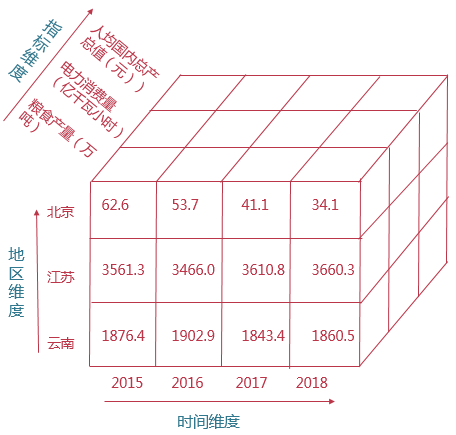 指标维度
人均国内总产
总值（元））
电力消费量
（亿千瓦小时）
粮食产量（万
吨）
北京
62.6 53.7 41.1 34.1
地区维度
江苏
3561.3 3466.0 3610.8 3660.3
云南
1876.4 1902.9 1843.4 1860.5
2015 2016 2017 2018
时间维度